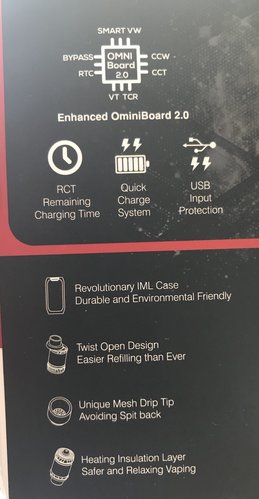 SMART VW
BYPASS OMNI CCW
Board
RTC 2.0 CCT
VT TCR
Enhanced OminiBoard 2.0
RCT
Remaining
Charging Time
Quick
Charge
System
USB
Input
Protection
Revolutionary IML Case
Durable and Environmental Friendly
Twist Open Design
Easier Refilling than Ever
Unique Mesh Drip Tip
Avoiding Spit back
Heating Insulation Layer
Safer and Relaxing Vaping